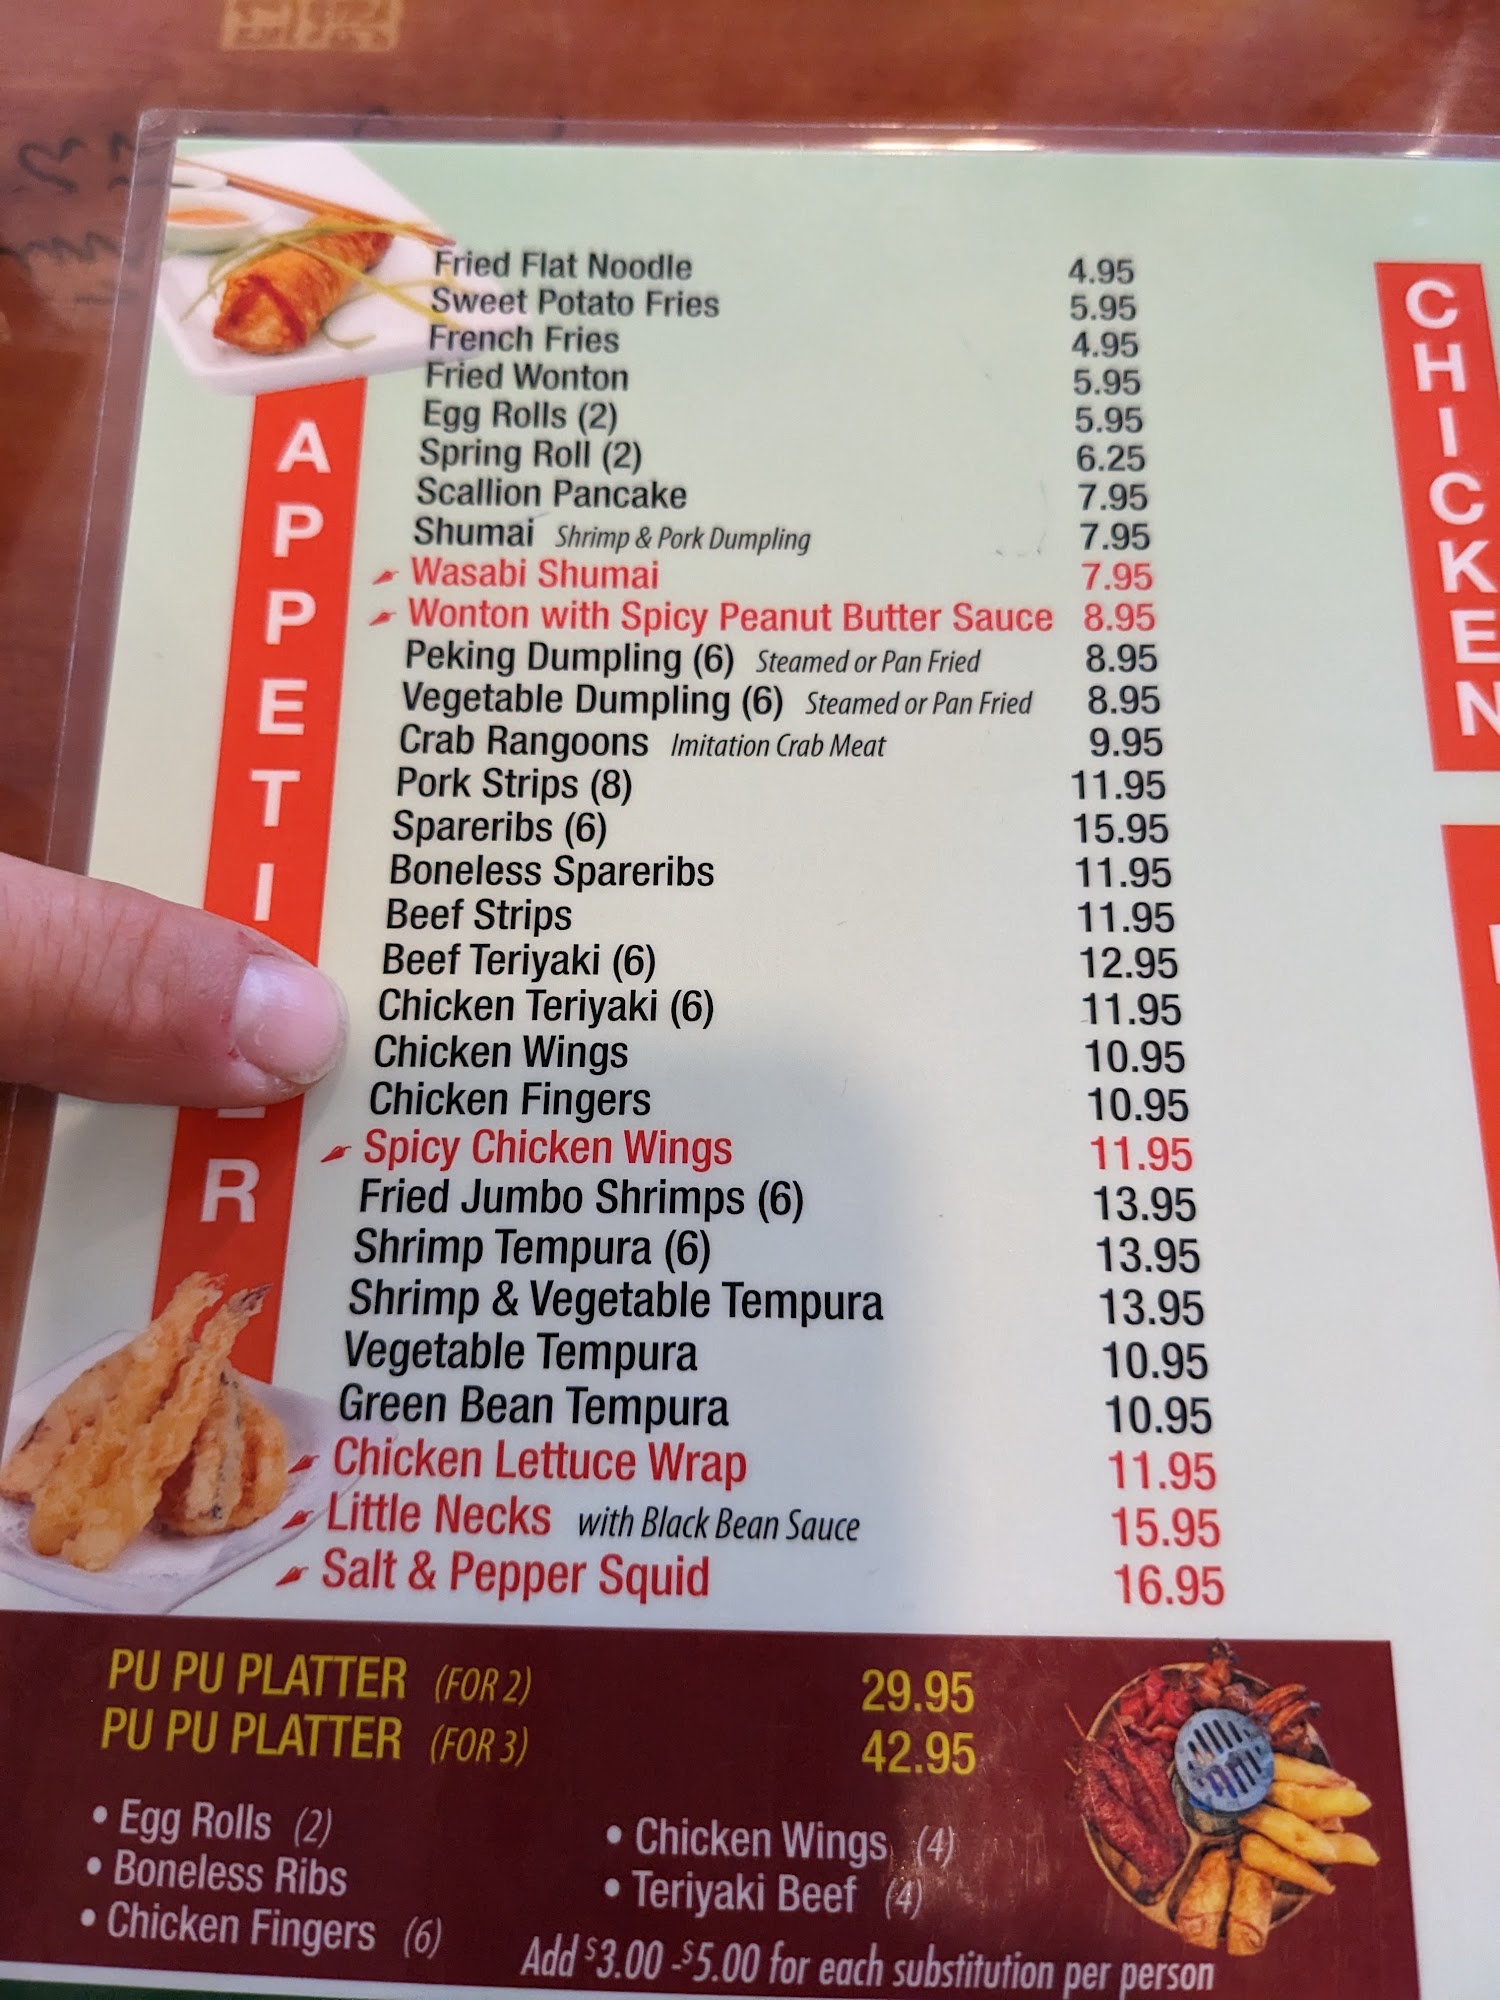 Fried Flat Noodle 4.95
Sweet Potato Fries 5.95
French Fries 4.95
Fried Wonton 5.95
Egg Rolls (2) 5.95
Spring Roll (2) 6.25
Scallion Pancake 7.95
Shumai Shrimp & Pork Dumpling 7.95
Wasabi Shumai 7.95
Wonton with Spicy Peanut Butter Sauce 8.95
Peking Dumpling (6) Steamed or Pan Fried 8.95
Vegetable Dumpling (6) Steamed or Pan Fried 8.95
Crab Rangoons Imitation Crab Meat 9.95
Pork Strips (8) 11.95
Spareribs (6) 15.95
Boneless Spareribs 11.95
Beef Strips 11.95
Beef Teriyaki (6) 12.95
Chicken Teriyaki (6) 11.95
Chicken Wings 10.95
Chicken Fingers 10.95
Spicy Chicken Wings 11.95
Fried Jumbo Shrimps (6) 13.95
Shrimp Tempura (6) 13.95
Shrimp & Vegetable Tempura 13.95
Vegetable Tempura 10.95
Green Bean Tempura 10.95
Chicken Lettuce Wrap 11.95
Little Necks with Black Bean Sauce 15.95
Salt & Pepper Squid 16.95
PU PU PLATTER (FOR 2) 29.95
PU PU PLATTER (FOR 3) 42.95
• Egg Rolls (2)
• Boneless Ribs
• Chicken Fingers (6)
• Chicken Wings (4)
• Teriyaki Beef (4)
Add $3.00 - $5.00 for each substitution per person
CHICKEN